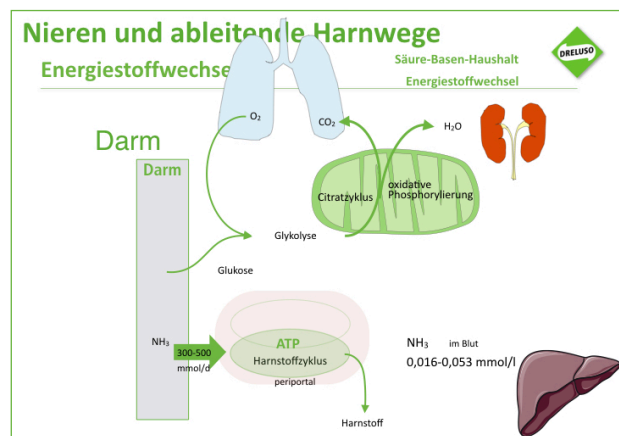 Nieren und ableitende Harnwege
Energiestoffwechse
Säure-Basen-Haushalt
Energiestoffwechsel
DRELUSO
O₂
CO₂
H₂O
Darm
Darm
Citratzyklus
oxidative
Phosphorylierung
Glykolyse
Glukose
NH₃
300-500
mmol/d
ATP
Harnstoffzyklus
periportal
Harnstoff
NH₃ im Blut
0,016-0,053 mmol/l